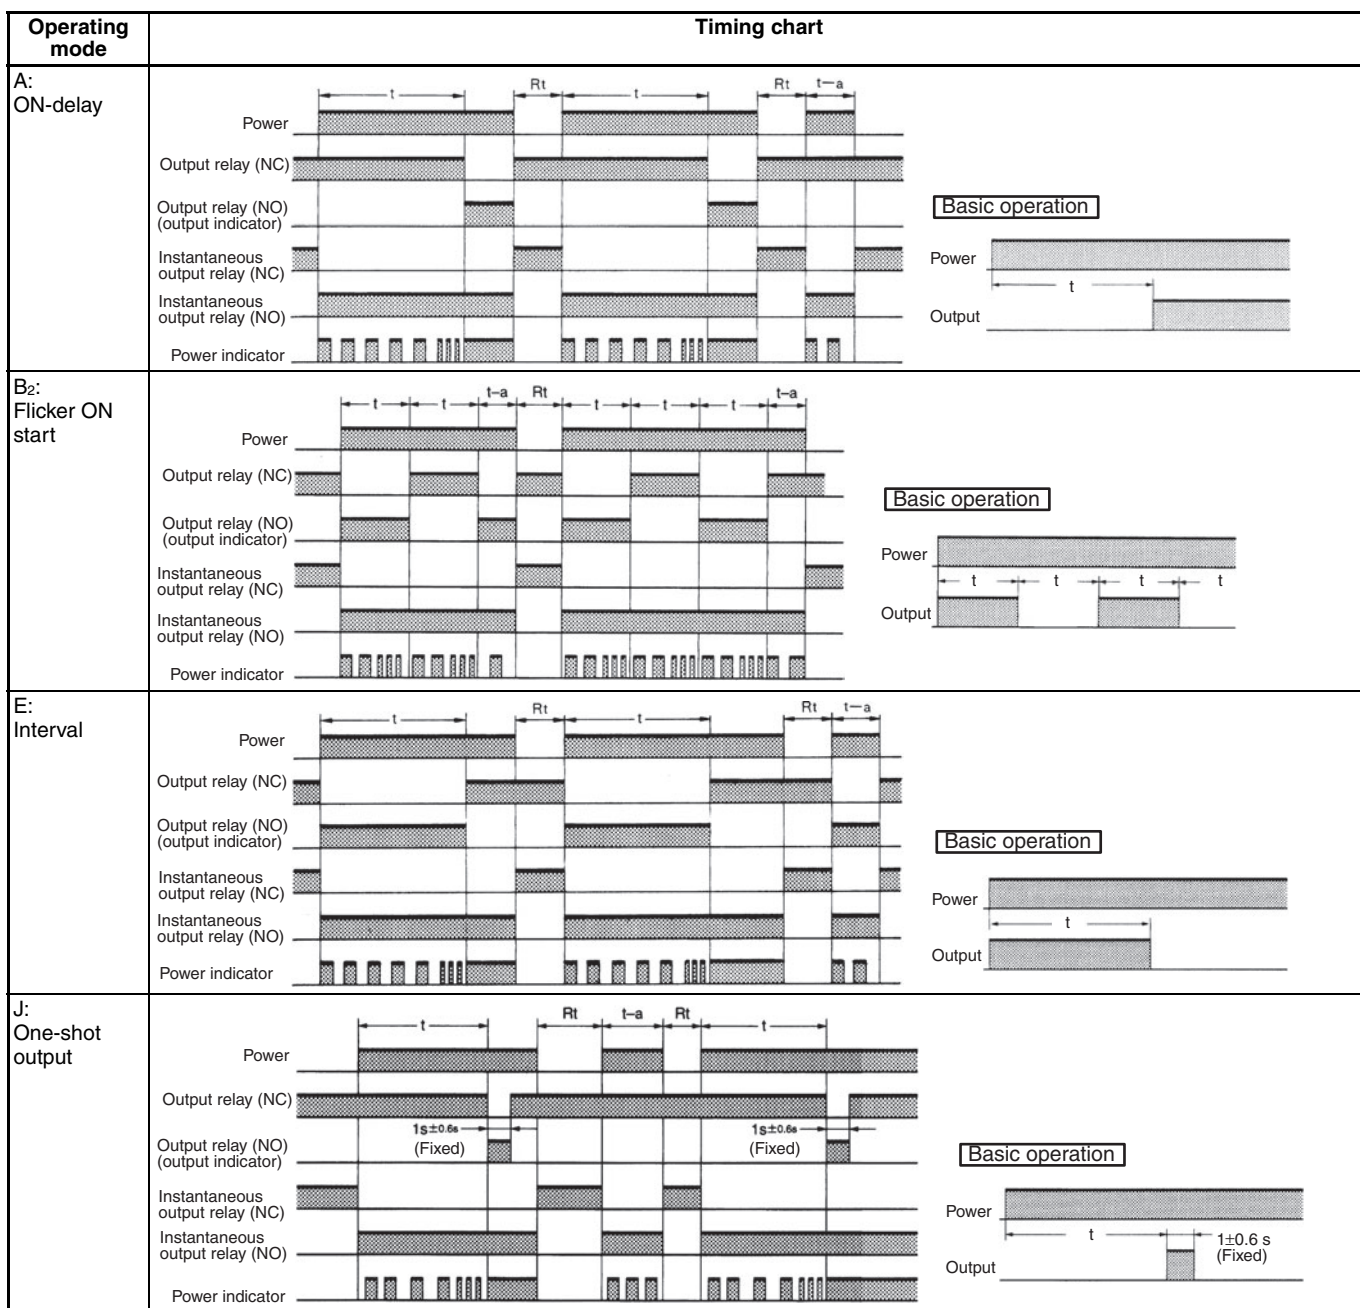 Operating
mode
Timing chart
A:
ON-delay
t Rt t Rt t–a
Power
Output relay (NC)
Output relay (NO)
(output indicator)
Instantaneous
output relay (NC)
Instantaneous
output relay (NO)
Power indicator
Basic operation
Power
t
Output
B₂:
Flicker ON
start
t t t–a Rt t t t t–a
Power
Output relay (NC)
Output relay (NO)
(output indicator)
Instantaneous
output relay (NC)
Instantaneous
output relay (NO)
Power indicator
Basic operation
Power
t t t t
Output
E:
Interval
t Rt t Rt t–a
Power
Output relay (NC)
Output relay (NO)
(output indicator)
Instantaneous
output relay (NC)
Instantaneous
output relay (NO)
Power indicator
Basic operation
Power
t
Output
J:
One-shot
output
t Rt t–a Rt t
Power
Output relay (NC)
1s±0.6s 1s±0.6s
(Fixed) (Fixed)
Output relay (NO)
(output indicator)
Instantaneous
output relay (NC)
Instantaneous
output relay (NO)
Power indicator
Basic operation
Power
t 1±0.6 s
(Fixed)
Output